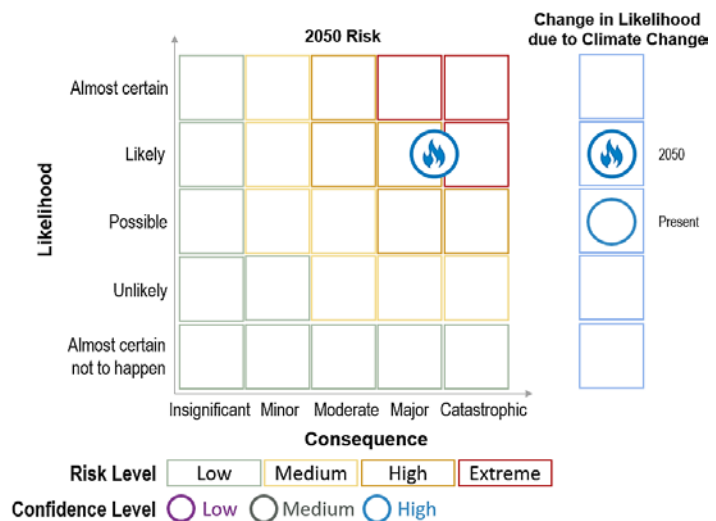 2050 Risk
Change in Likelihood
due to Climate Change
Likelihood
Almost certain
Likely
Possible
Unlikely
Almost certain
not to happen
2050
Present
Insignificant Minor Moderate Major Catastrophic
Consequence
Risk Level Low Medium High Extreme
Confidence Level Low Medium High